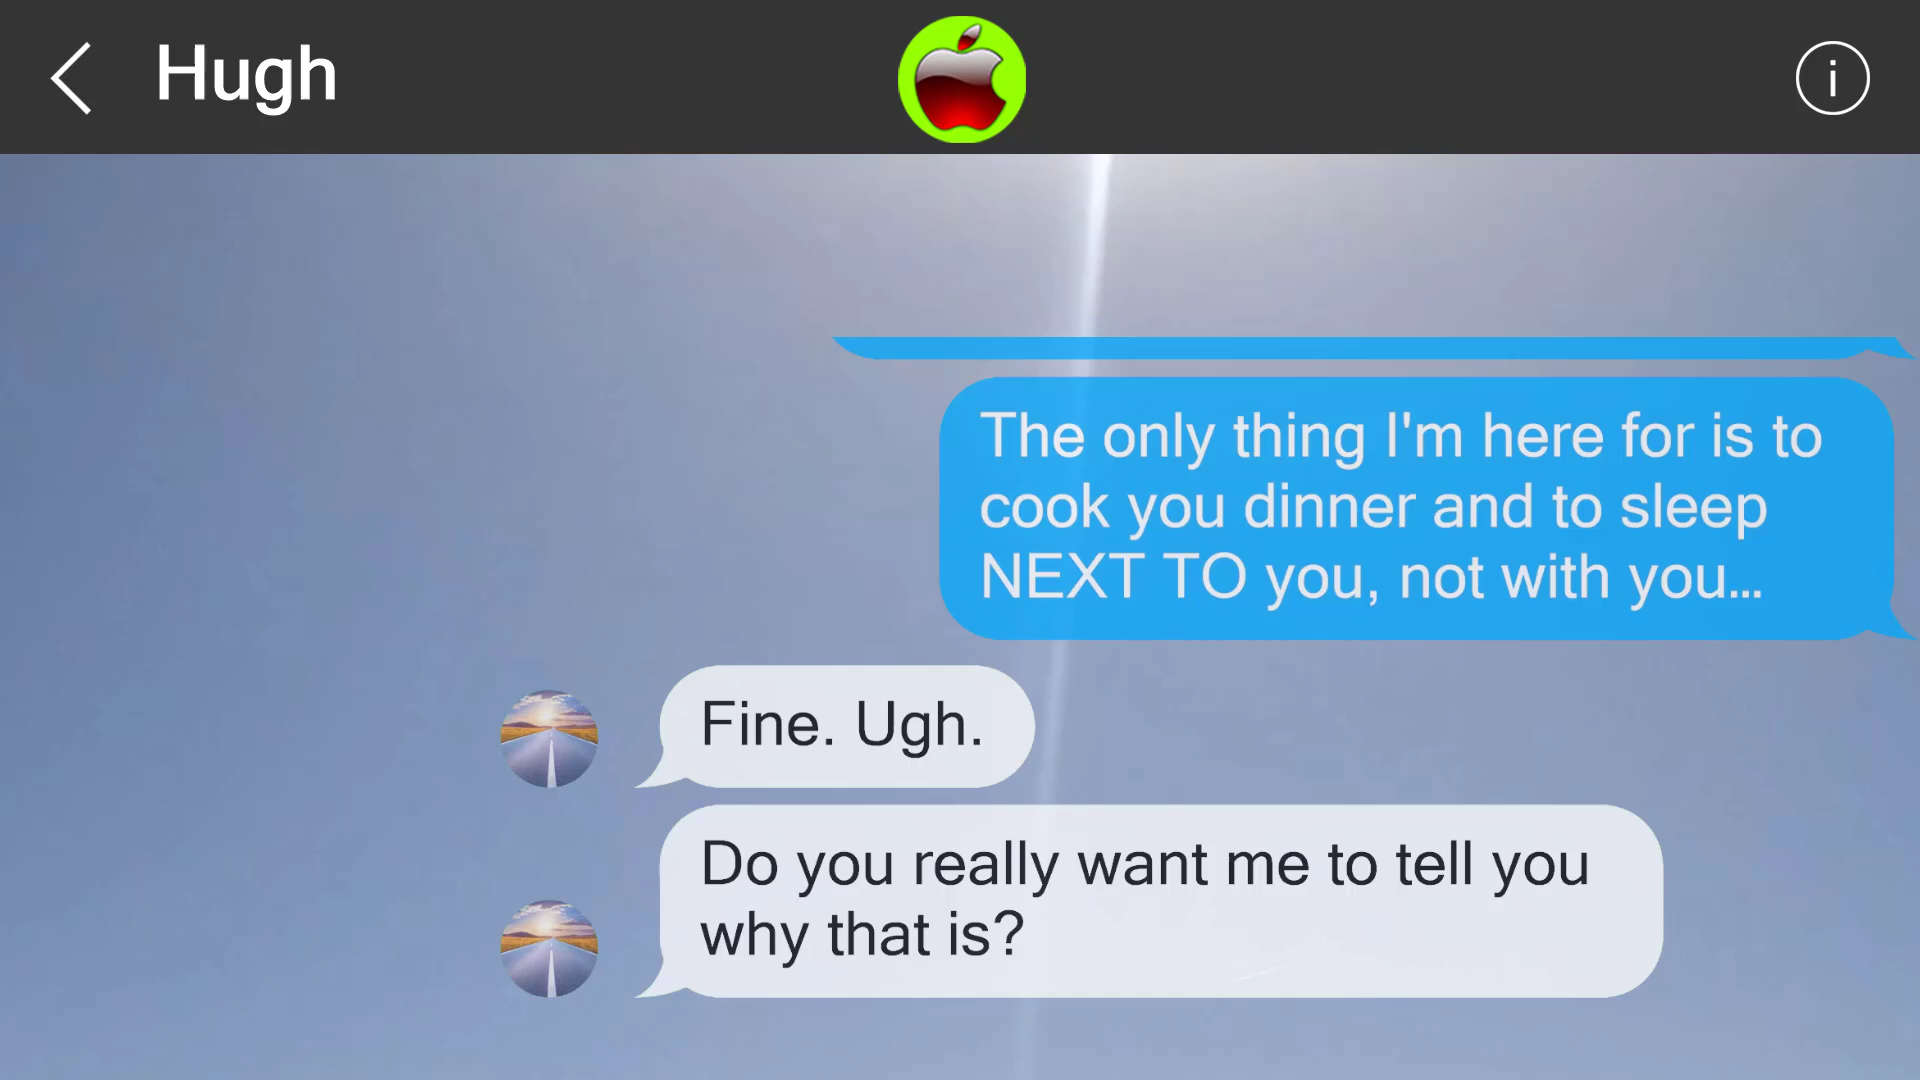 Hugh
i
The only thing I'm here for is to
cook you dinner and to sleep
NEXT TO you, not with you...
Fine. Ugh.
Do you really want me to tell you
why that is?